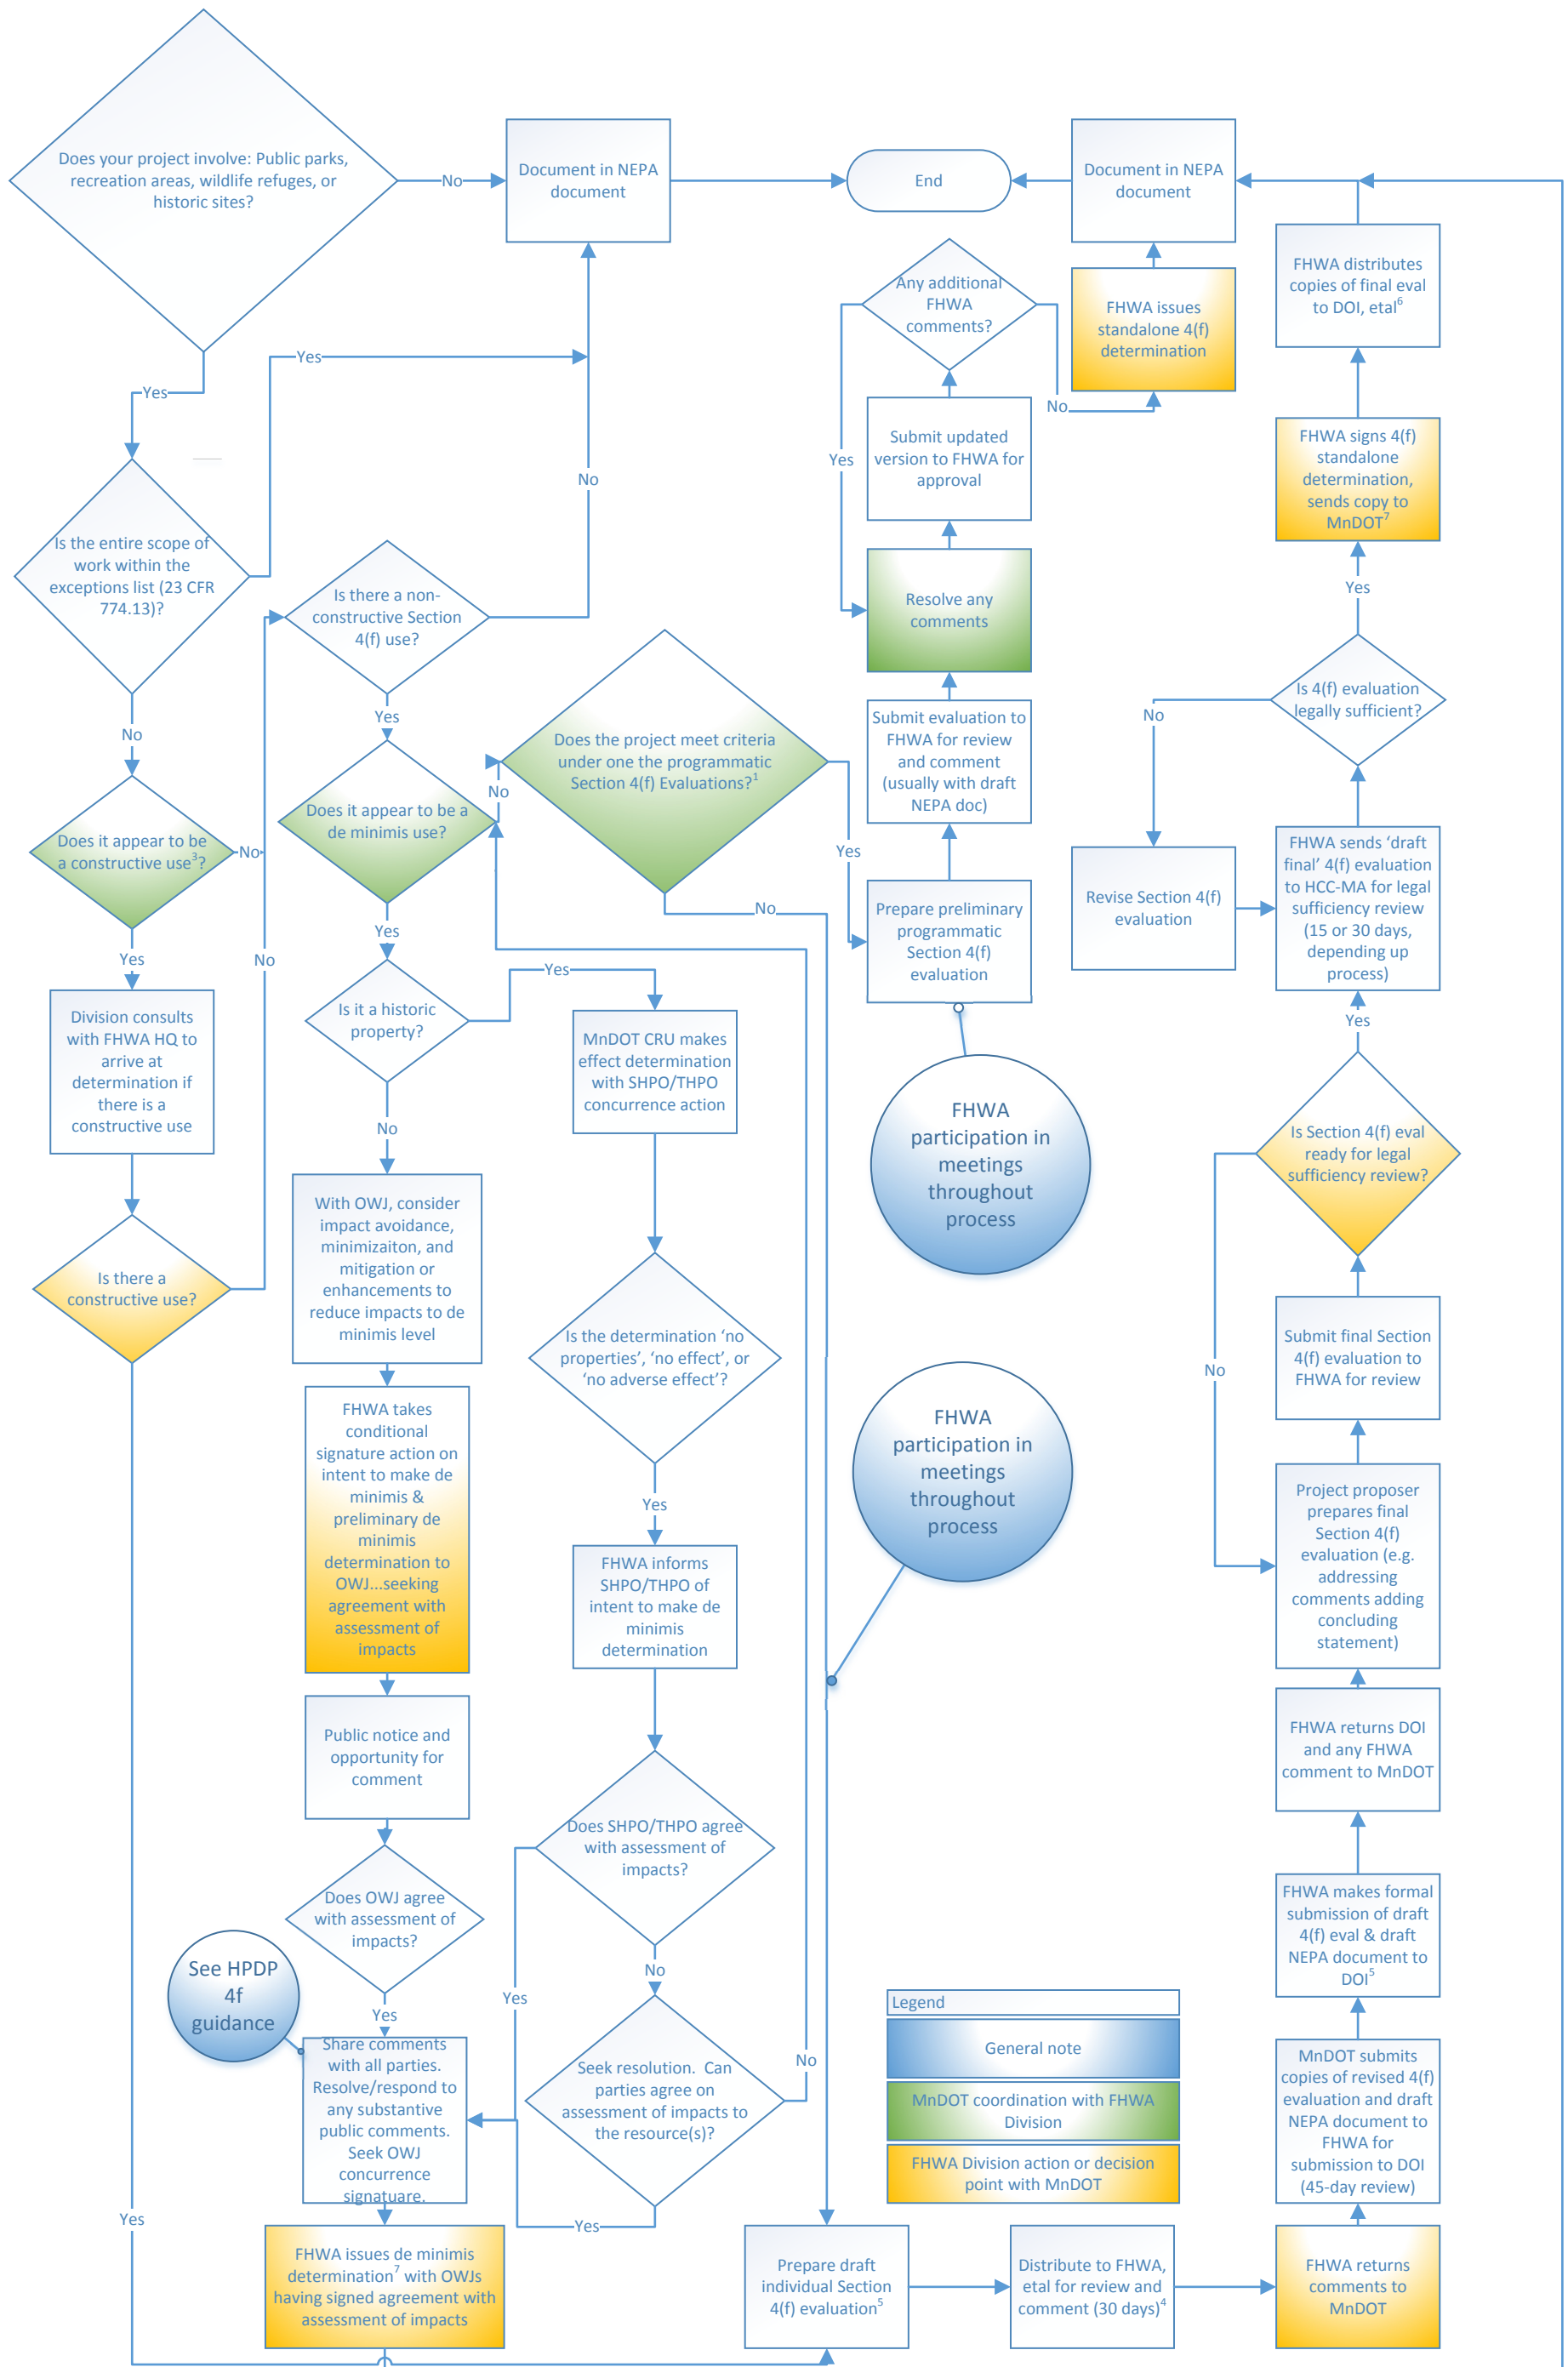 Does your project involve: Public parks,
recreation areas, wildlife refuges, or
historic sites?
No
Document in NEPA
document
End
Document in NEPA
document
Yes
Yes
Is the entire scope of
work within the
exceptions list (23 CFR
774.13)?
No
Does it appear to be
a constructive use3?
No
Yes
Division consults
with FHWA HQ to
arrive at
determination if
there is a
constructive use
Is there a
constructive use?
No
Yes
Is there a non-
constructive Section
4(f) use?
No
Yes
Does it appear to be a
de minimis use?
No
Yes
Is it a historic
property?
Yes
No
With OWJ, consider
impact avoidance,
minimizaiton, and
mitigation or
enhancements to
reduce impacts to de
minimis level
FHWA takes
conditional
signature action on
intent to make de
minimis &
preliminary de
minimis
determination to
OWJ...seeking
agreement with
assessment of
impacts
Public notice and
opportunity for
comment
Does OWJ agree
with assessment of
impacts?
Yes
See HPDP
4f
guidance
Share comments
with all parties.
Resolve/respond to
any substantive
public comments.
Seek OWJ
concurrence
signatuare.
FHWA issues de minimis
determination7 with OWJs
having signed agreement with
assessment of impacts
MnDOT CRU makes
effect determination
with SHPO/THPO
concurrence action
Is the determination ‘no
properties’, ‘no effect’, or
‘no adverse effect’?
Yes
FHWA informs
SHPO/THPO of
intent to make de
minimis
determination
Does SHPO/THPO agree
with assessment of
impacts?
Yes
No
Seek resolution. Can
parties agree on
assessment of impacts to
the resource(s)?
No
Yes
Does the project meet criteria
under one the programmatic
Section 4(f) Evaluations?1
Yes
No
Prepare preliminary
programmatic
Section 4(f)
evaluation
FHWA
participation in
meetings
throughout
process
Submit evaluation to
FHWA for review
and comment
(usually with draft
NEPA doc)
Resolve any
comments
Submit updated
version to FHWA for
approval
Any additional
FHWA
comments?
Yes
No
FHWA issues
standalone 4(f)
determination
FHWA
participation in
meetings
throughout
process
Legend
General note
MnDOT coordination with FHWA
Division
FHWA Division action or decision
point with MnDOT
Prepare draft
individual Section
4(f) evaluation5
Distribute to FHWA,
etal for review and
comment (30 days)4
FHWA returns
comments to
MnDOT
MnDOT submits
copies of revised 4(f)
evaluation and draft
NEPA document to
FHWA for
submission to DOI
(45-day review)
FHWA makes formal
submission of draft
4(f) eval & draft
NEPA document to
DOI5
FHWA returns DOI
and any FHWA
comment to MnDOT
Project proposer
prepares final
Section 4(f)
evaluation (e.g.
addressing
comments adding
concluding
statement)
Submit final Section
4(f) evaluation to
FHWA for review
Is Section 4(f) eval
ready for legal
sufficiency review?
No
Yes
FHWA sends ‘draft
final’ 4(f) evaluation
to HCC-MA for legal
sufficiency review
(15 or 30 days,
depending up
process)
Revise Section 4(f)
evaluation
Is 4(f) evaluation
legally sufficient?
No
Yes
FHWA signs 4(f)
standalone
determination,
sends copy to
MnDOT7
FHWA distributes
copies of final eval
to DOI, etal6